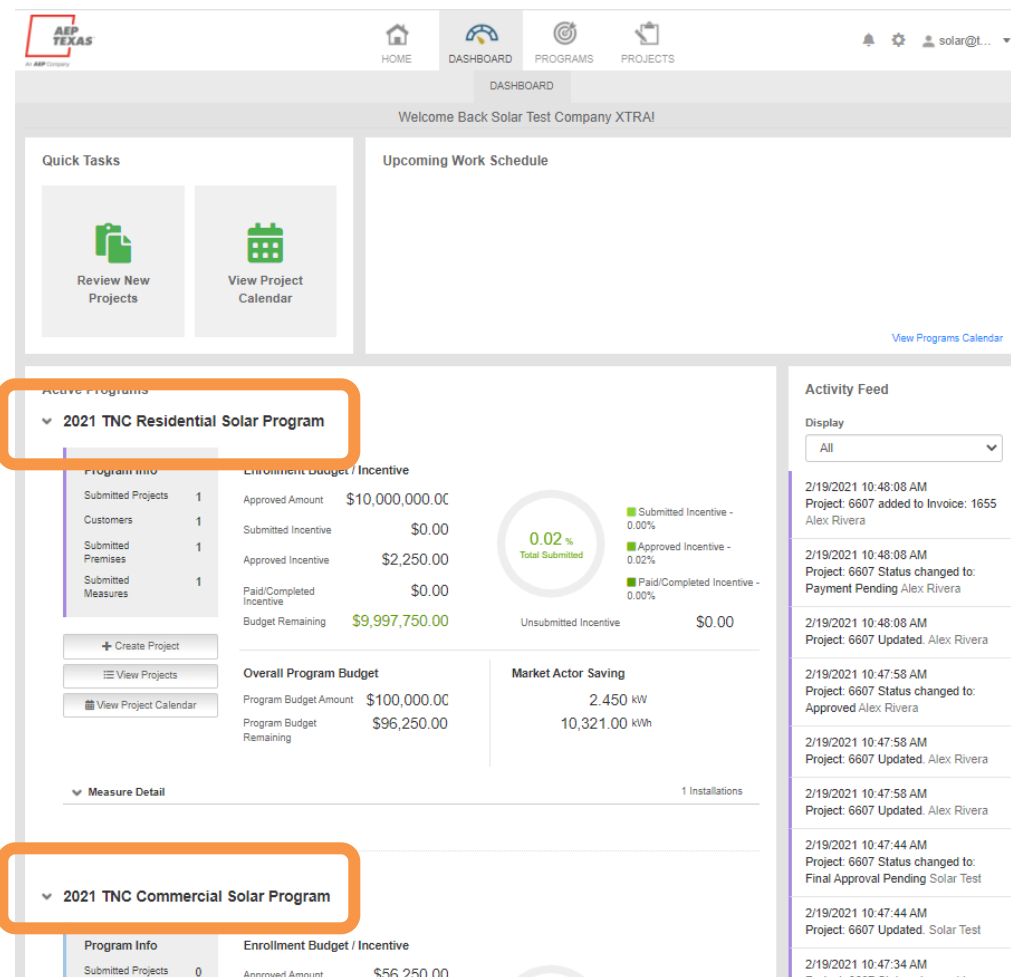 AEP
TEXAS
An AEP Company
HOME
DASHBOARD
PROGRAMS
PROJECTS
solar@t...
DASHBOARD
Welcome Back Solar Test Company XTRA!
Quick Tasks
Review New
Projects
View Project
Calendar
Upcoming Work Schedule
View Programs Calendar
Active Programs
2021 TNC Residential Solar Program
Program Info
Submitted Projects 1
Customers 1
Submitted
Premises 1
Submitted
Measures 1
Create Project
View Projects
View Project Calendar
Enrollment Budget / Incentive
Approved Amount $10,000,000.00
Submitted Incentive $0.00
Approved Incentive $2,250.00
Paid/Completed
Incentive $0.00
Budget Remaining $9,997,750.00
0.02 %
Total Submitted
Submitted Incentive -
0.00%
Approved Incentive -
0.02%
Paid/Completed Incentive -
0.00%
Unsubmitted Incentive $0.00
Overall Program Budget
Program Budget Amount $100,000.00
Program Budget
Remaining $96,250.00
Market Actor Saving
2.450 kW
10,321.00 kWh
Measure Detail 1 Installations
2021 TNC Commercial Solar Program
Program Info
Submitted Projects 0
Enrollment Budget / Incentive
Approved Amount $56,250.00
Activity Feed
Display
All
2/19/2021 10:48:08 AM
Project: 6607 added to Invoice: 1655
Alex Rivera
2/19/2021 10:48:08 AM
Project: 6607 Status changed to:
Payment Pending Alex Rivera
2/19/2021 10:48:08 AM
Project: 6607 Updated. Alex Rivera
2/19/2021 10:47:58 AM
Project: 6607 Status changed to:
Approved Alex Rivera
2/19/2021 10:47:58 AM
Project: 6607 Updated. Alex Rivera
2/19/2021 10:47:58 AM
Project: 6607 Updated. Alex Rivera
2/19/2021 10:47:44 AM
Project: 6607 Status changed to:
Final Approval Pending Solar Test
2/19/2021 10:47:44 AM
Project: 6607 Updated. Solar Test
2/19/2021 10:47:34 AM